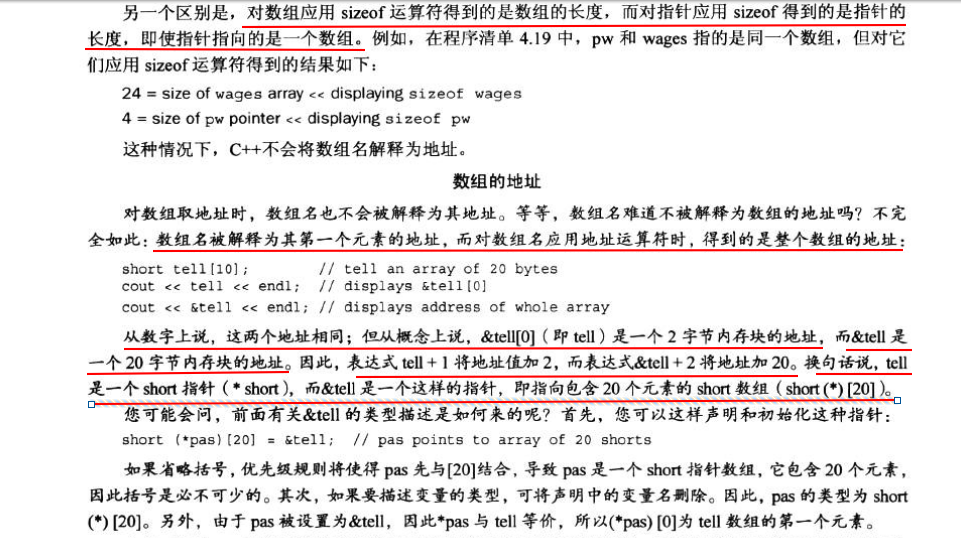 另一个区别是，对数组应用 sizeof 运算符得到的是数组的长度，而对指针应用 sizeof 得到的是指针的
长度，即使指针指向的是一个数组。例如，在程序清单 4.19 中，pw 和 wages 指的是同一个数组，但对它
们应用 sizeof 运算符得到的结果如下：
24 = size of wages array << displaying sizeof wages
4 = size of pw pointer << displaying sizeof pw
这种情况下，C++不会将数组名解释为地址。
数组的地址
对数组取地址时，数组名也不会被解释为其地址。等等，数组名难道不被解释为数组的地址吗？不完
全如此：数组名被解释为其第一个元素的地址，而对数组名应用地址运算符时，得到的是整个数组的地址：
short tell[10]; // tell an array of 20 bytes
cout << tell << endl; // displays &tell[0]
cout << &tell << endl; // displays address of whole array
从数字上说，这两个地址相同；但从概念上说，&tell[0]（即 tell）是一个 2 字节内存块的地址，而&tell 是
一个 20 字节内存块的地址。因此，表达式 tell + 1 将地址值加 2，而表达式&tell + 2 将地址加 20。换句话说，tell
是一个 short 指针（* short），而&tell 是一个这样的指针，即指向包含 20 个元素的 short 数组（short (*) [20]）。
您可能会问，前面有关&tell 的类型描述是如何来的呢？首先，您可以这样声明和初始化这种指针：
short (*pas)[20] = &tell; // pas points to array of 20 shorts
如果省略括号，优先级规则将使得 pas 先与[20]结合，导致 pas 是一个 short 指针数组，它包含 20 个元素，
因此括号是必不可少的。其次，如果要描述变量的类型，可将声明中的变量名删除。因此，pas 的类型为 short
(*) [20]。另外，由于 pas 被设置为&tell，因此*pas 与 tell 等价，所以(*pas) [0]为 tell 数组的第一个元素。